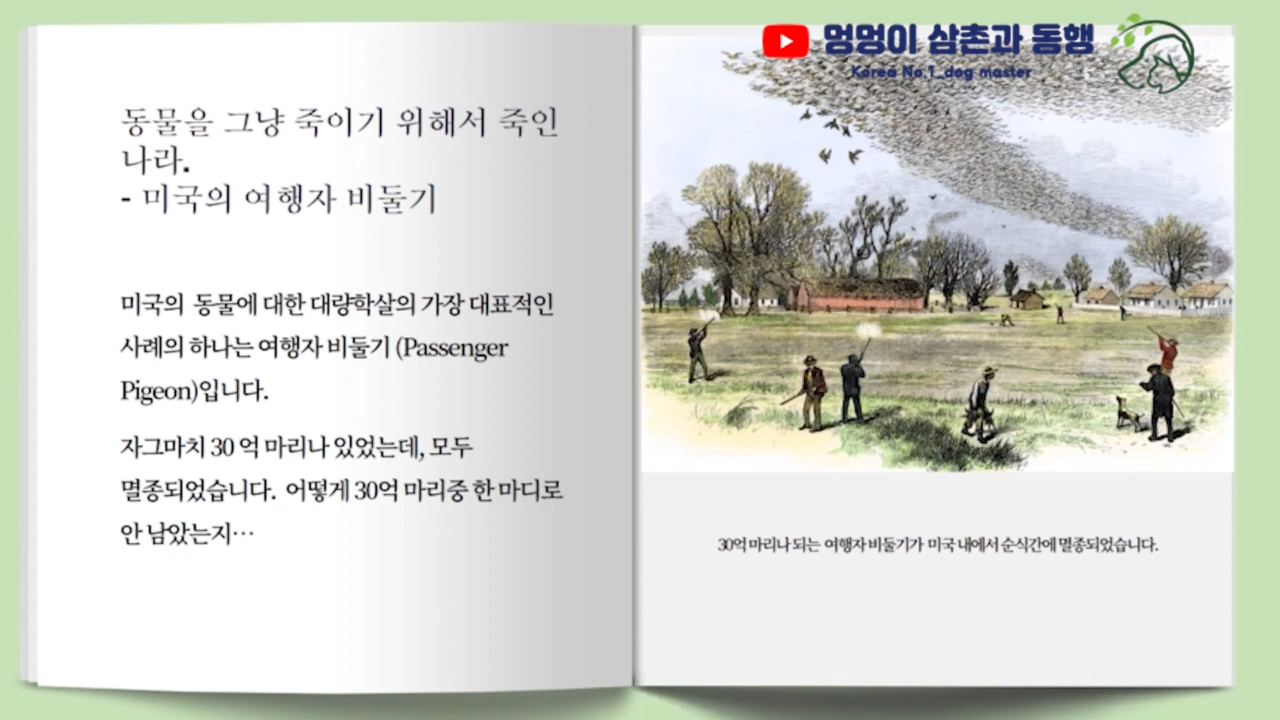 멍멍이 삼촌과 동행
Korea No.1_dog master
동물을 그냥 죽이기 위해서 죽인
나라.
- 미국의 여행자 비둘기
미국의 동물에 대한 대량학살의 가장 대표적인
사례의 하나는 여행자 비둘기 (Passenger
Pigeon)입니다.
자그마치 30 억 마리나 있었는데, 모두
멸종되었습니다. 어떻게 30억 마리중 한 마디로
안 남았는지…
30억 마리나 되는 여행자 비둘기가 미국 내에서 순식간에 멸종되었습니다.